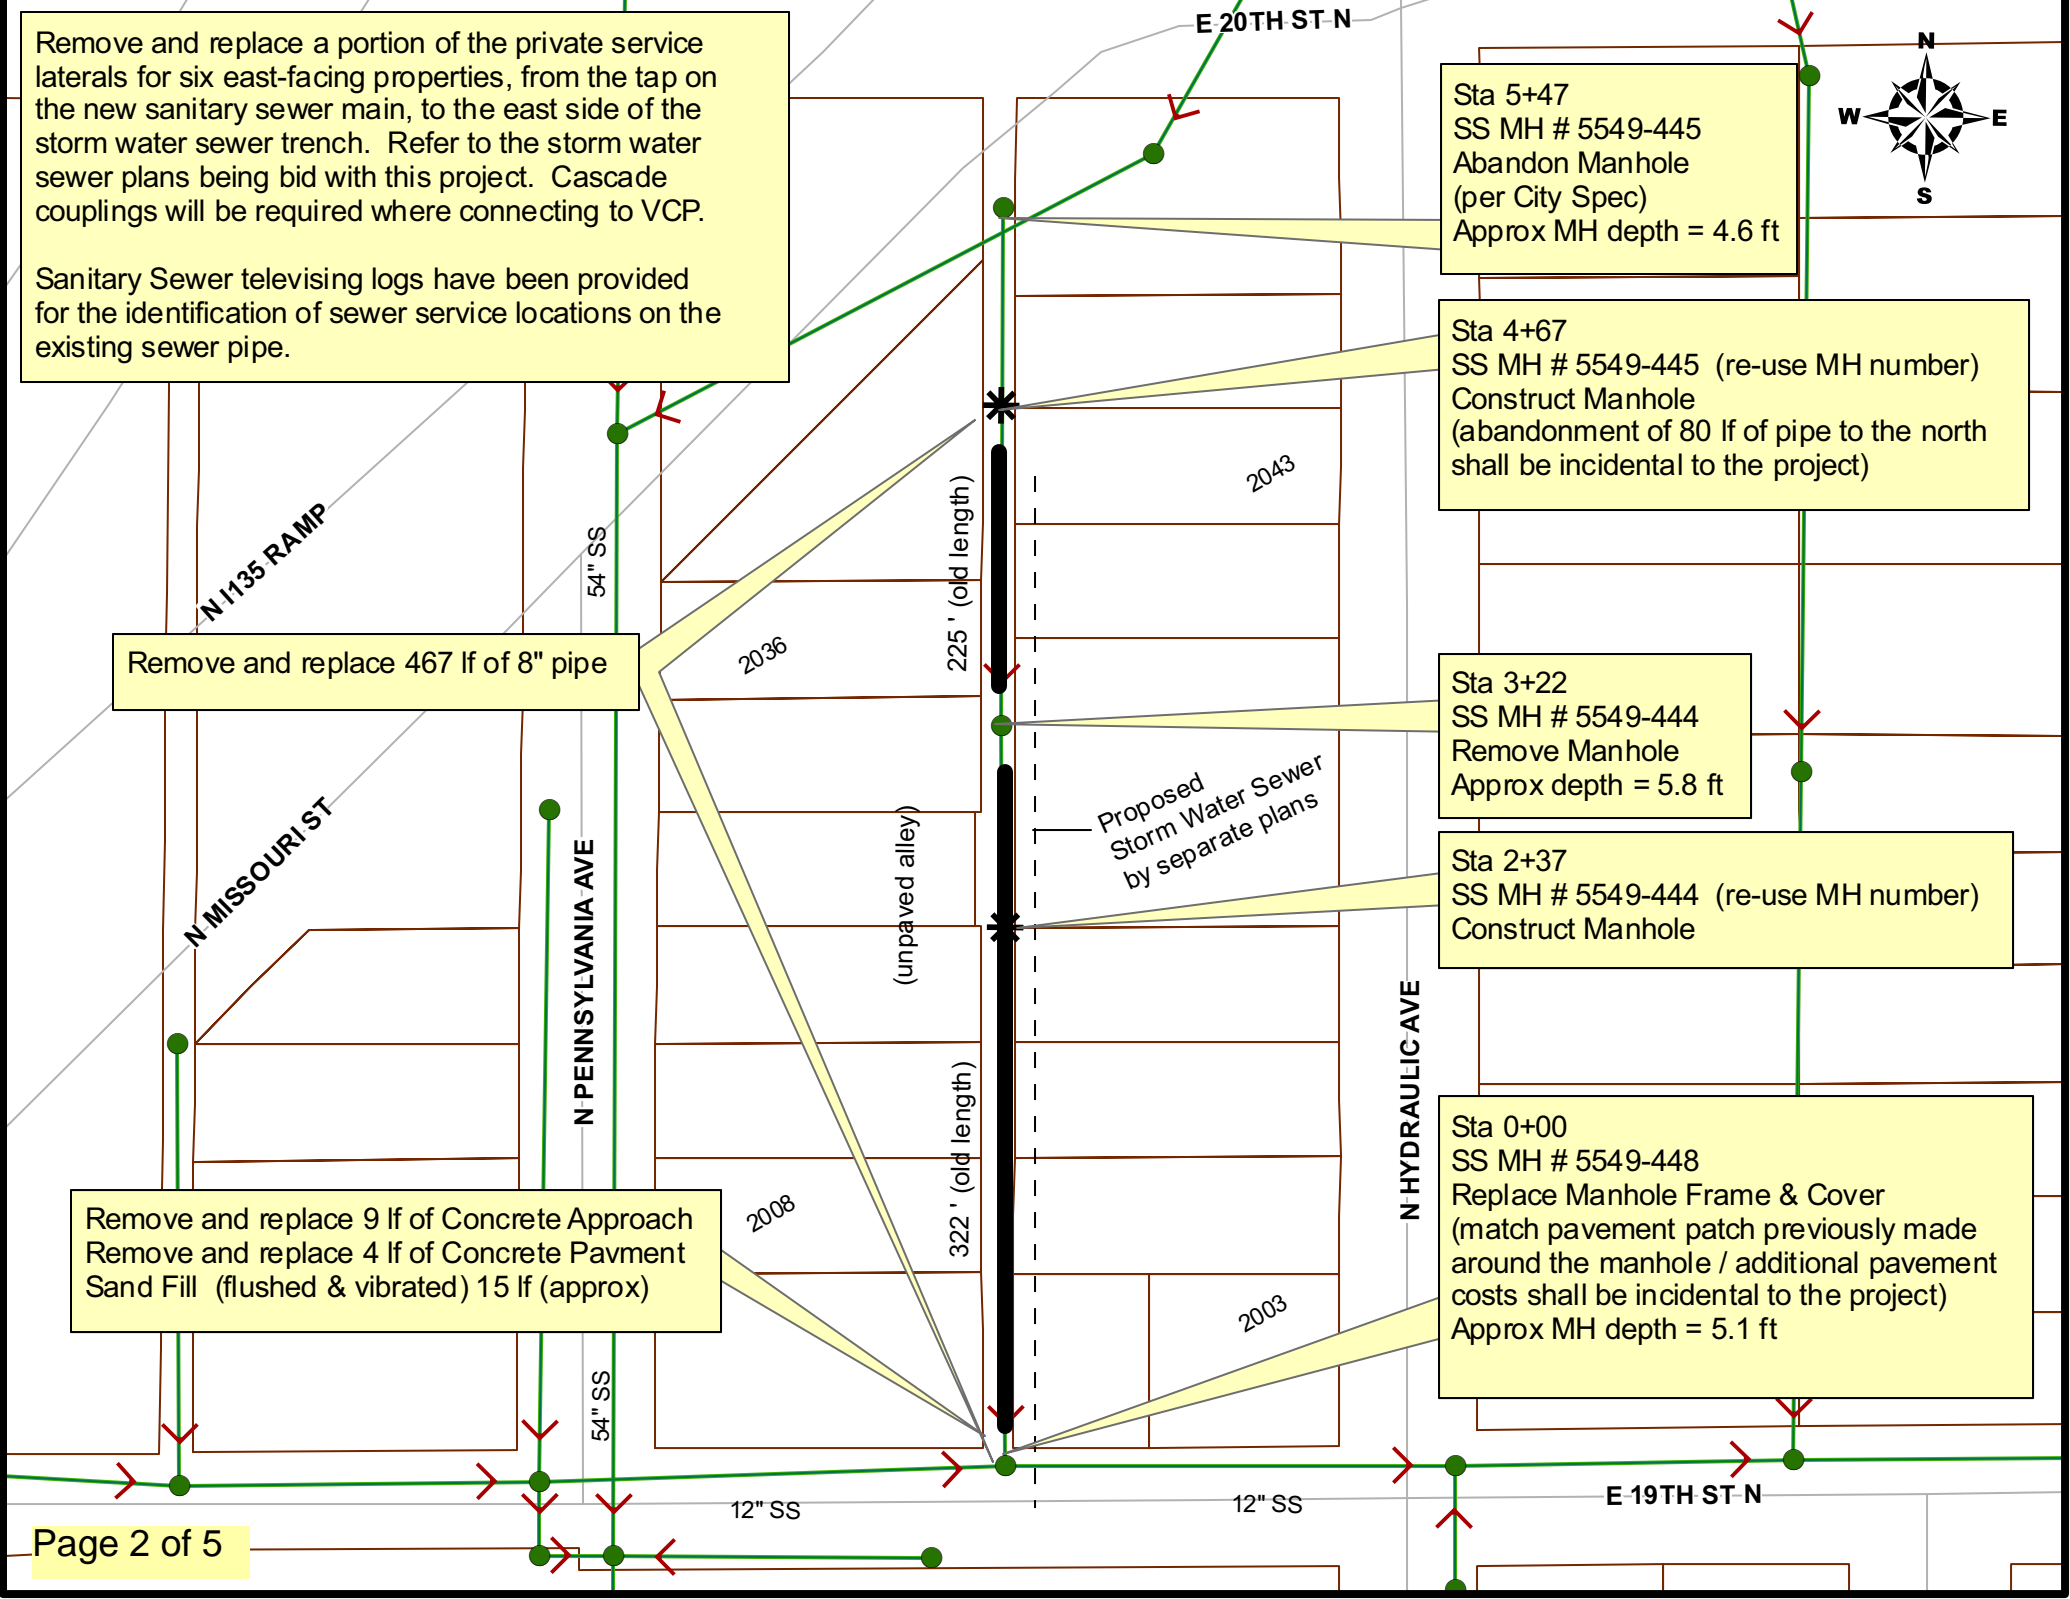 Remove and replace a portion of the private service
laterals for six east-facing properties, from the tap on
the new sanitary sewer main, to the east side of the
storm water sewer trench.  Refer to the storm water
sewer plans being bid with this project.  Cascade
couplings will be required where connecting to VCP.
Sanitary Sewer televising logs have been provided
for the identification of sewer service locations on the
existing sewer pipe.
E 20TH ST N
N
W
E
S
Sta 5+47
SS MH # 5549-445
Abandon Manhole
(per City Spec)
Approx MH depth = 4.6 ft
Sta 4+67
SS MH # 5549-445  (re-use MH number)
Construct Manhole
(abandonment of 80 lf of pipe to the north
shall be incidental to the project)
2043
225 ' (old length)
54" SS
N I135 RAMP
Remove and replace 467 lf of 8" pipe
2036
Sta 3+22
SS MH # 5549-444
Remove Manhole
Approx depth = 5.8 ft
Proposed
Storm Water Sewer
by separate plans
(unpaved alley)
N MISSOURI ST
N PENNSYLVANIA AVE
Sta 2+37
SS MH # 5549-444  (re-use MH number)
Construct Manhole
N HYDRAULIC AVE
322 ' (old length)
2008
Sta 0+00
SS MH # 5549-448
Replace Manhole Frame & Cover
(match pavement patch previously made
around the manhole / additional pavement
costs shall be incidental to the project)
Approx MH depth = 5.1 ft
Remove and replace 9 lf of Concrete Approach
Remove and replace 4 lf of Concrete Pavment
Sand Fill  (flushed & vibrated) 15 lf (approx)
2003
54" SS
12" SS
12" SS
E 19TH ST N
Page 2 of 5